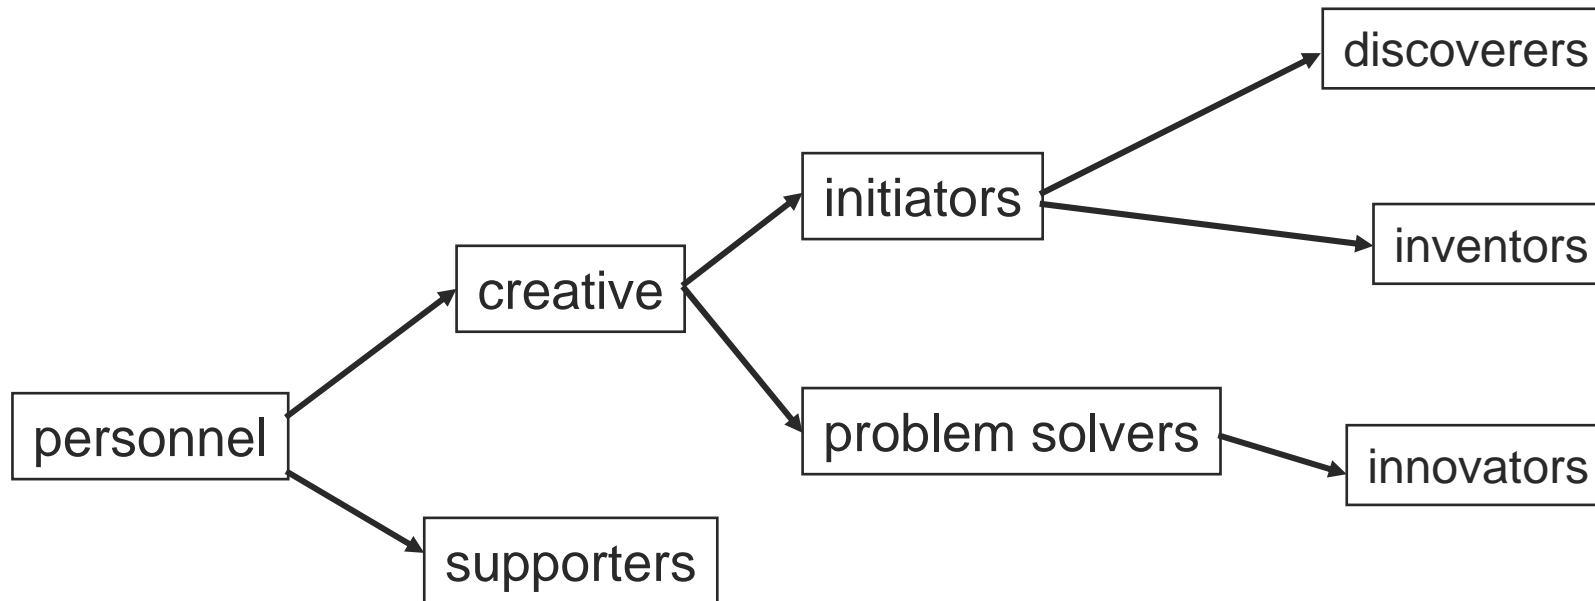 discoverers
initiators
inventors
creative
personnel
problem solvers
innovators
supporters